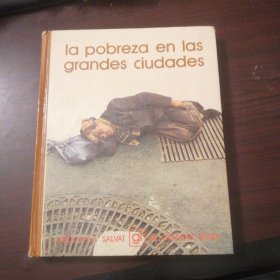 la pobreza en las
grandes ciudades
SALVAT